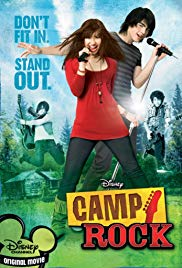 DON'T
FIT IN.
STAND
OUT.
Disney
CAMP
ROCK
Disney
CHANNEL
ORIGINAL MOVIE